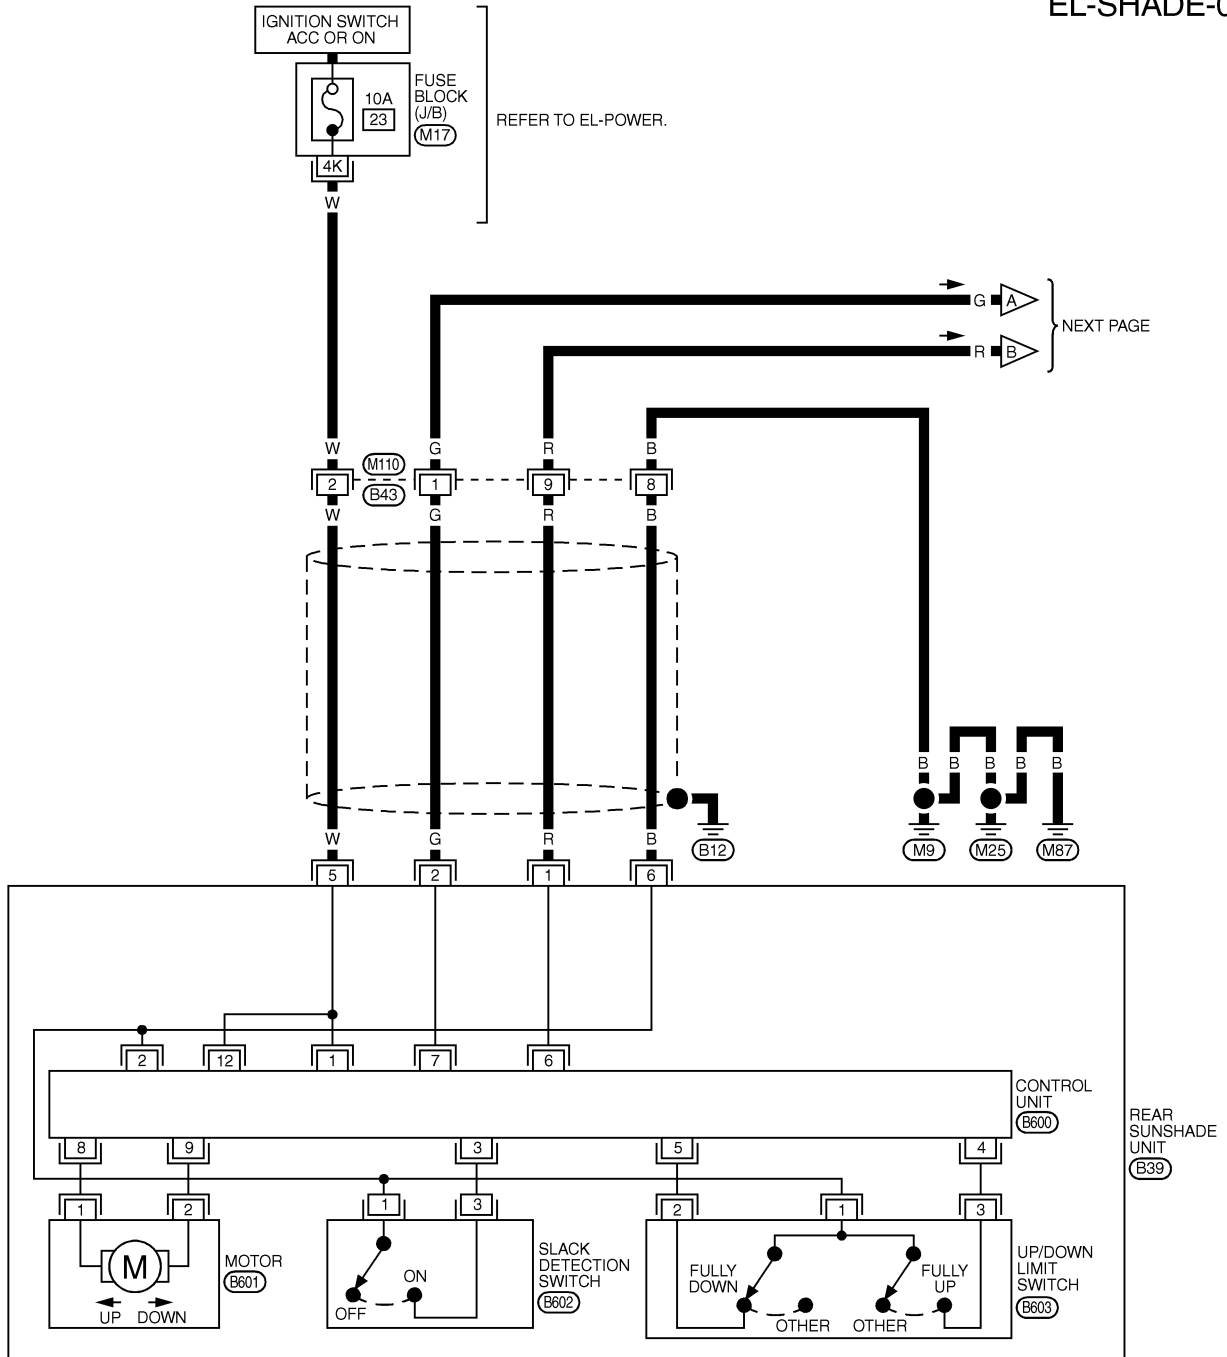 EL-SHADE-0
IGNITION SWITCH
ACC OR ON
FUSE
BLOCK
(J/B)
M17
10A
23
4K
REFER TO EL-POWER.
W
G A
R B
NEXT PAGE
W G R B
M110
2 1 9 8
B43
W G R B
B B B B B
W G R B
B12 M9 M25 M87
5 2 1 6
2 12 1 7 6
CONTROL
UNIT
B600
REAR
SUNSHADE
UNIT
B39
8 9 3 5 4
1 2 1 3 2 1 3
M
UP DOWN
MOTOR
B601
ON
OFF
SLACK
DETECTION
SWITCH
B602
FULLY
DOWN
OTHER
FULLY
UP
OTHER
UP/DOWN
LIMIT
SWITCH
B603